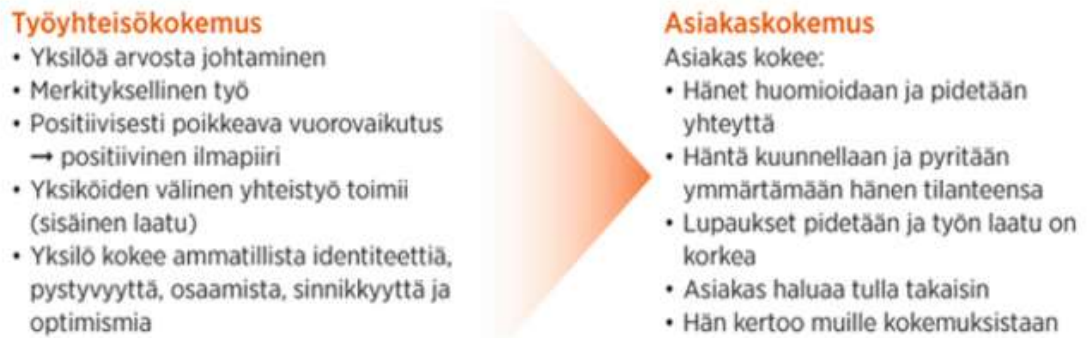 Työyhteisökokemus
• Yksilöä arvosta johtaminen
• Merkityksellinen työ
• Positiivisesti poikkeava vuorovaikutus
→ positiivinen ilmapiiri
• Yksiköiden välinen yhteistyö toimii
(sisäinen laatu)
• Yksilö kokee ammatillista identiteettiä,
pystyvyyttä, osaamista, sinnikkyyttä ja
optimismia
Asiakaskokemus
Asiakas kokee:
• Hänet huomioidaan ja pidetään
yhteyttä
• Häntä kuunnellaan ja pyritään
ymmärtämään hänen tilanteensa
• Lupaukset pidetään ja työn laatu on
korkea
• Asiakas haluaa tulla takaisin
• Hän kertoo muille kokemuksistaan